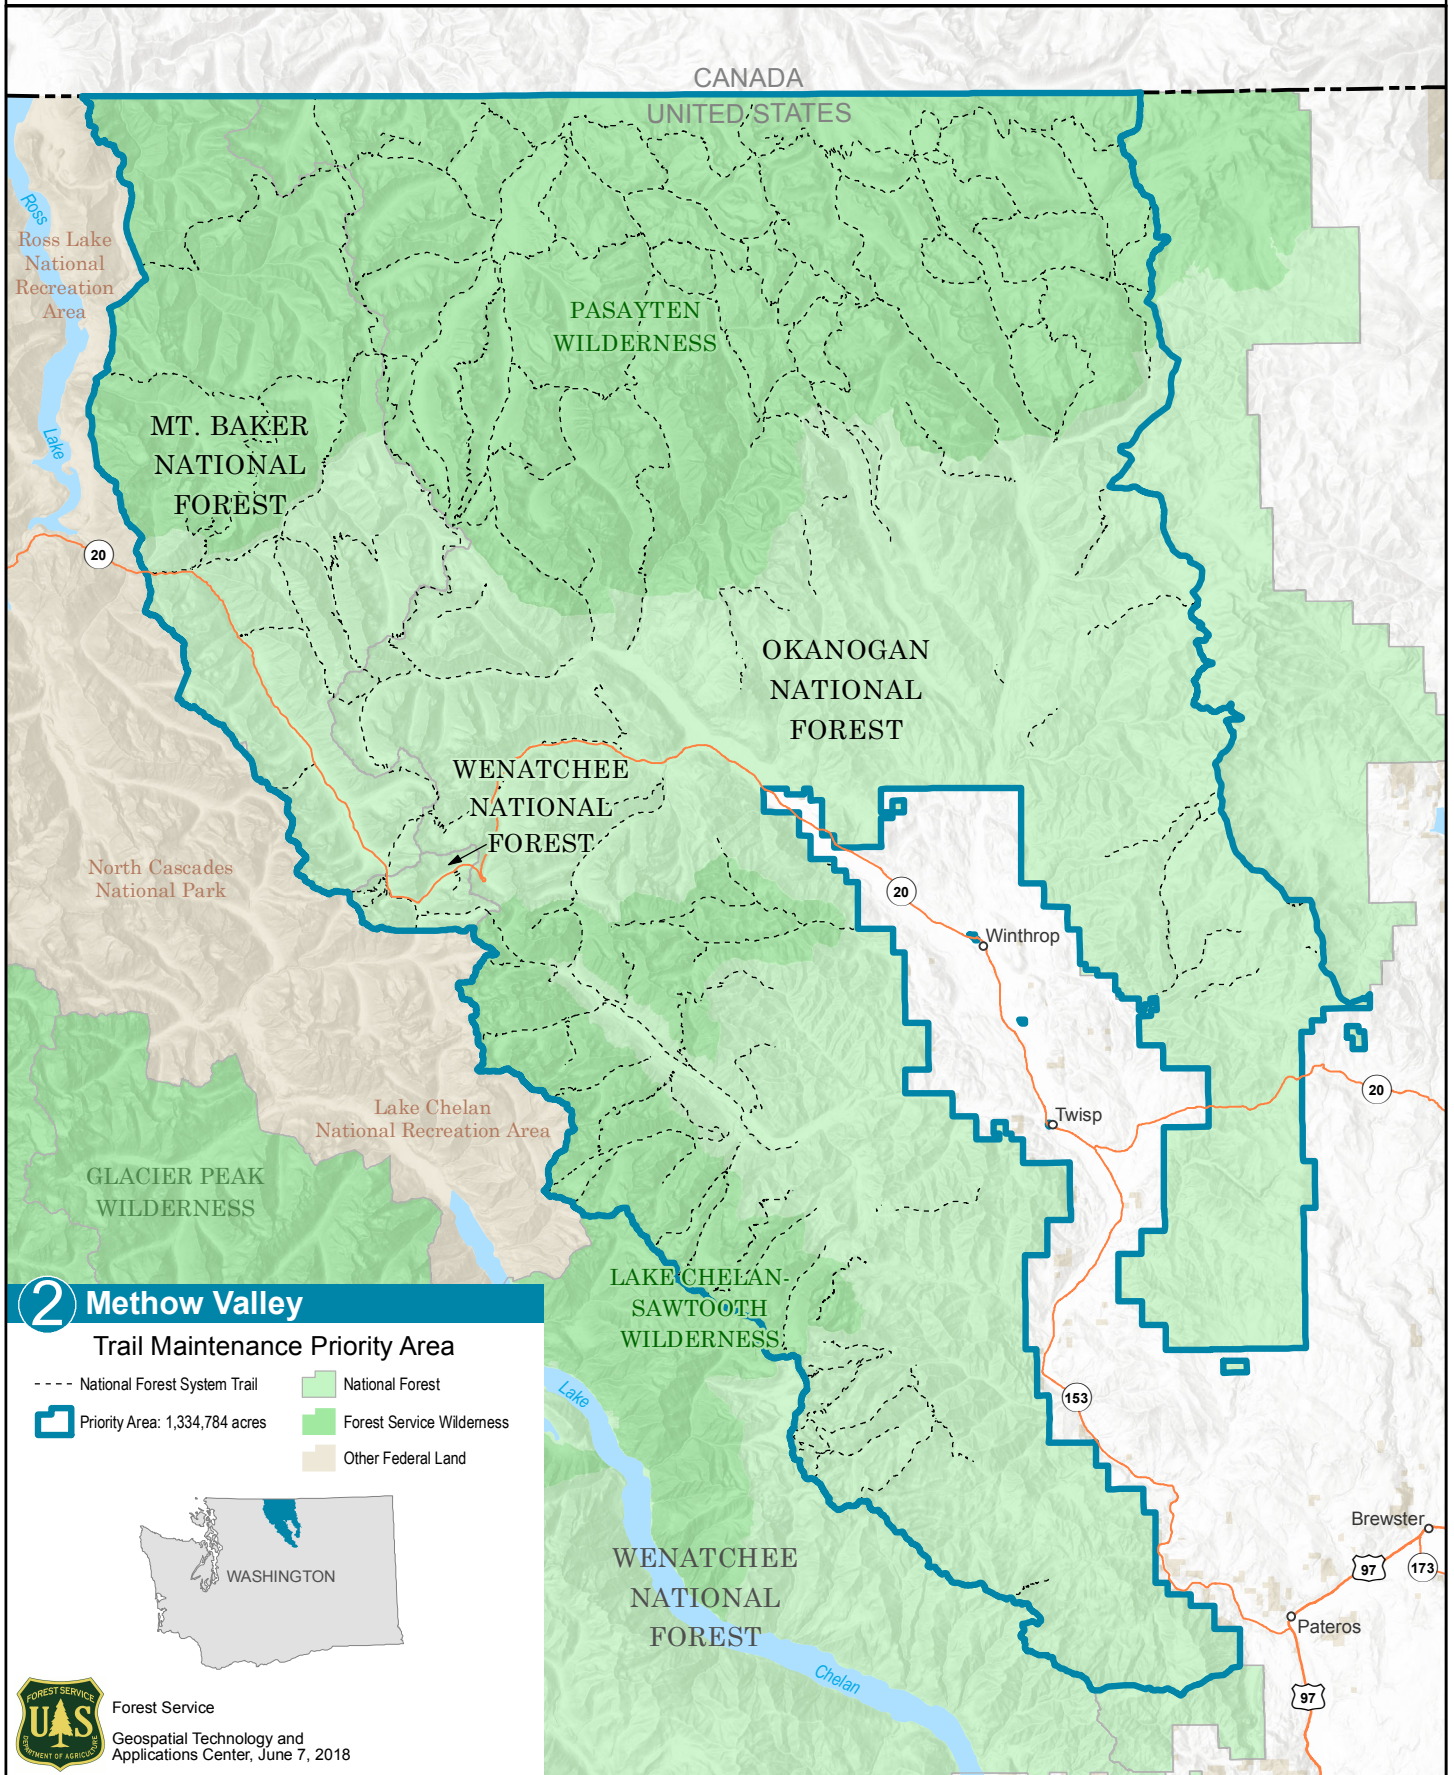 CANADA
UNITED STATES
Ross
Lake
Ross Lake
National
Recreation
Area
PASAYTEN
WILDERNESS
MT. BAKER
NATIONAL
FOREST
20
OKANOGAN
NATIONAL
FOREST
WENATCHEE
NATIONAL
FOREST
North Cascades
National Park
20
Winthrop
Twisp
20
Lake Chelan
National Recreation Area
GLACIER PEAK
WILDERNESS
LAKE CHELAN-
SAWTOOTH
WILDERNESS
153
Lake
Chelan
WENATCHEE
NATIONAL
FOREST
Brewster
97
173
Pateros
97
2 Methow Valley
Trail Maintenance Priority Area
National Forest System Trail
Priority Area: 1,334,784 acres
National Forest
Forest Service Wilderness
Other Federal Land
WASHINGTON
FOREST SERVICE
UAS
DEPARTMENT OF AGRICULTURE
Forest Service
Geospatial Technology and
Applications Center, June 7, 2018